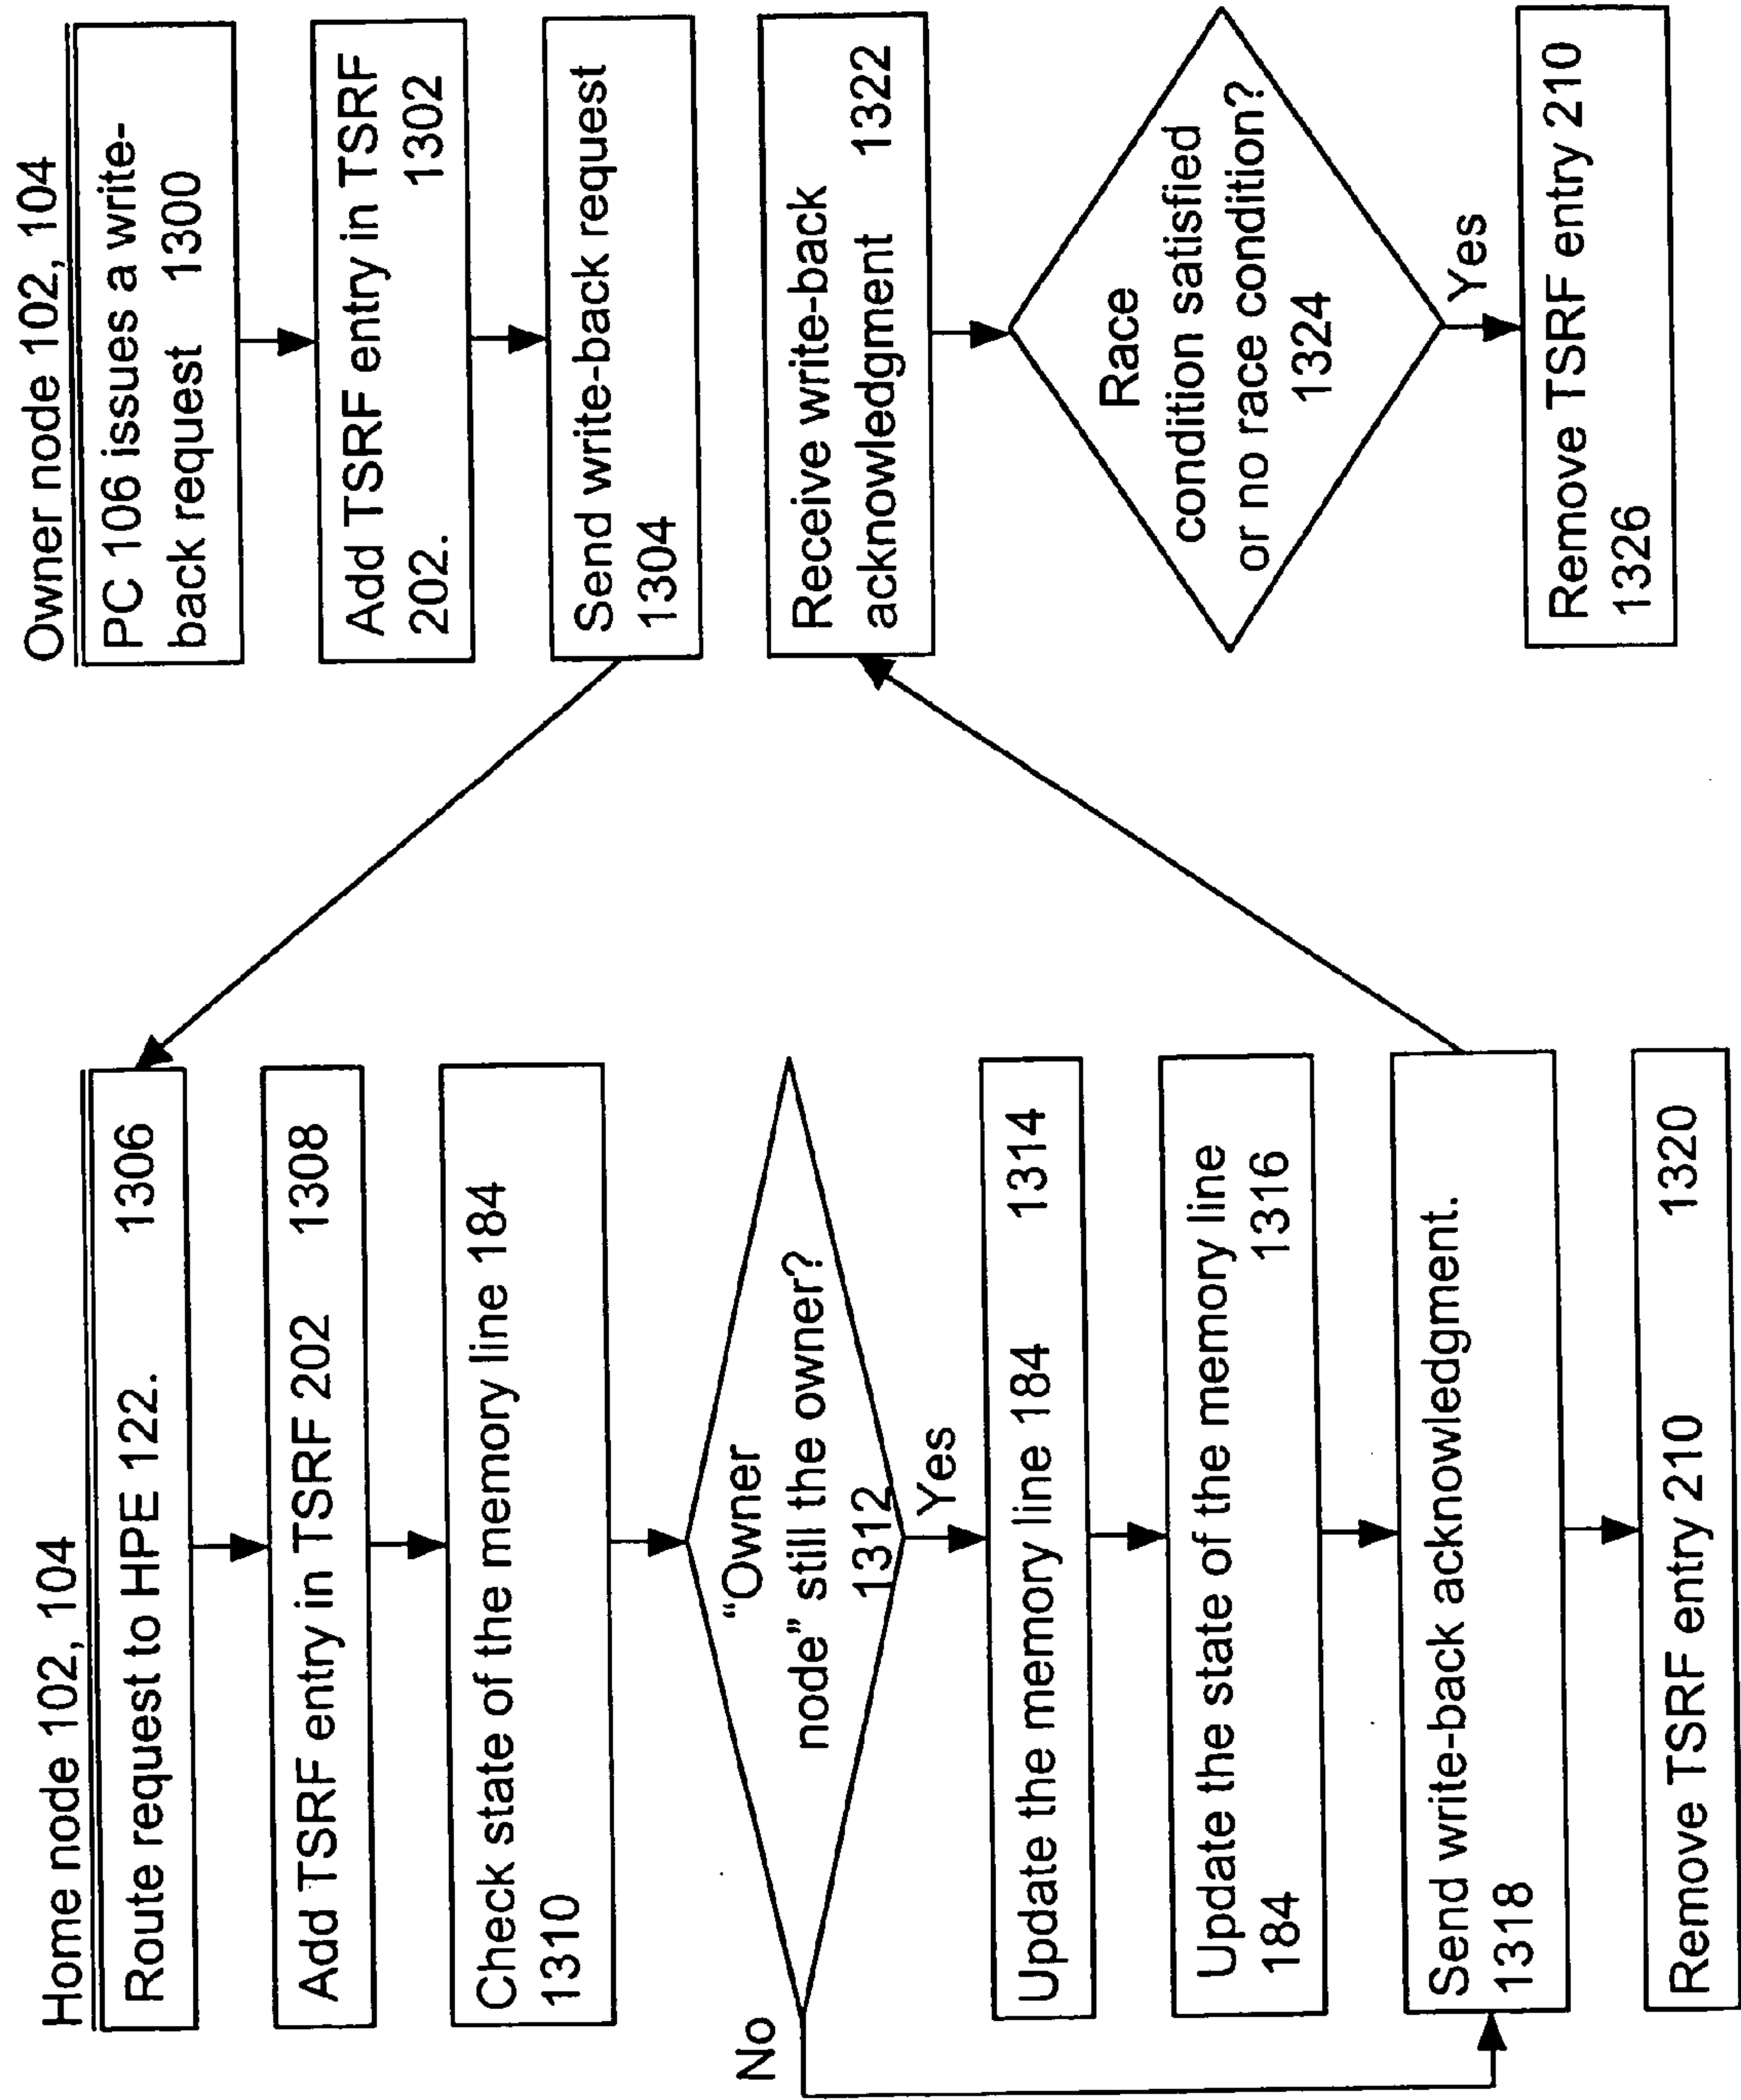 Home node 102, 104
Route request to HPE 122. 1306
Add TSRF entry in TSRF 202 1308
Check state of the memory line 184
1310
“Owner
node” still the owner?
1312
Yes
No
Update the memory line 184 1314
Update the state of the memory line
184 1316
Send write-back acknowledgment.
1318
Remove TSRF entry 210 1320
Owner node 102, 104
PC 106 issues a write-
back request 1300
Add TSRF entry in TSRF
202. 1302
Send write-back request
1304
Receive write-back
acknowledgment 1322
Race
condition satisfied
or no race condition?
1324
Yes
Remove TSRF entry 210
1326